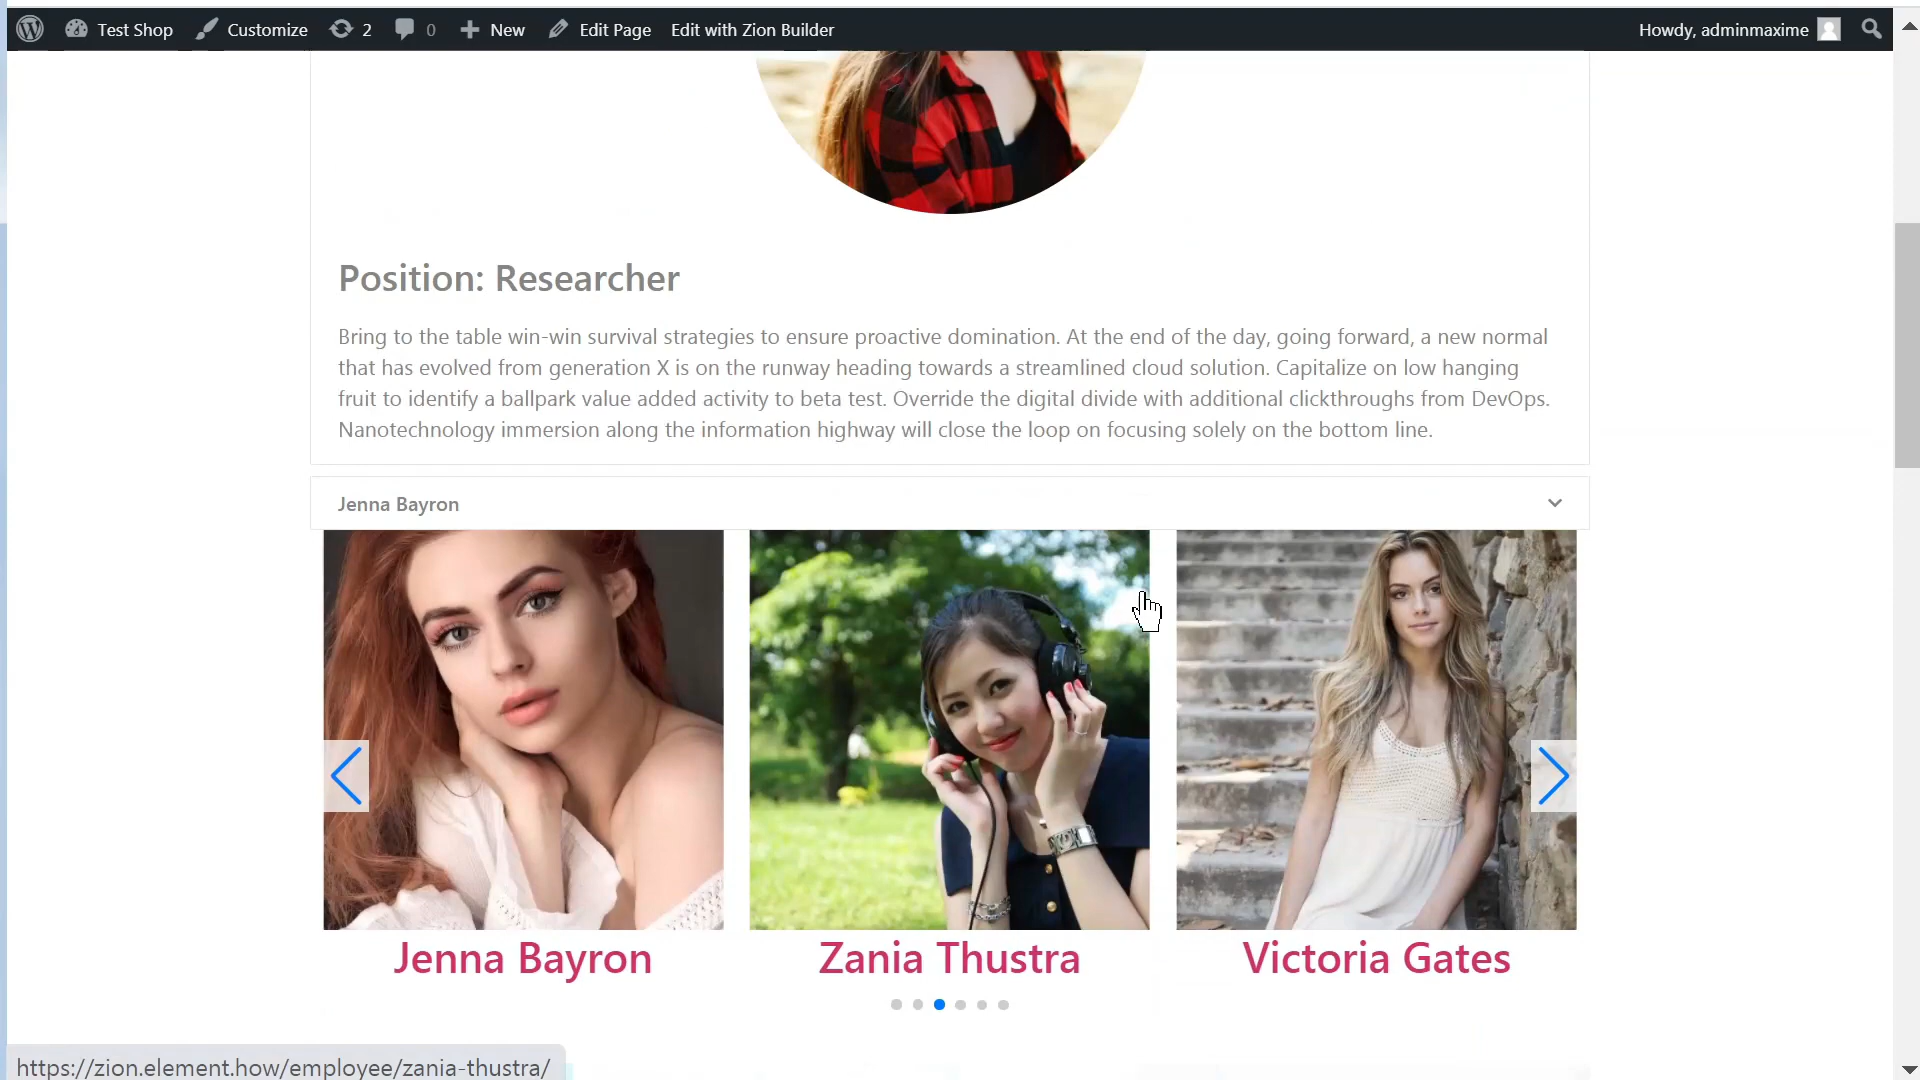 Test Shop Customize 2 0 New Edit Page Edit with Zion Builder Howdy, adminmaxime
Position: Researcher
Bring to the table win-win survival strategies to ensure proactive domination. At the end of the day, going forward, a new normal
that has evolved from generation X is on the runway heading towards a streamlined cloud solution. Capitalize on low hanging
fruit to identify a ballpark value added activity to beta test. Override the digital divide with additional clickthroughs from DevOps.
Nanotechnology immersion along the information highway will close the loop on focusing solely on the bottom line.
Jenna Bayron
Jenna Bayron Zania Thustra Victoria Gates
https://zion.element.how/employee/zania-thustra/